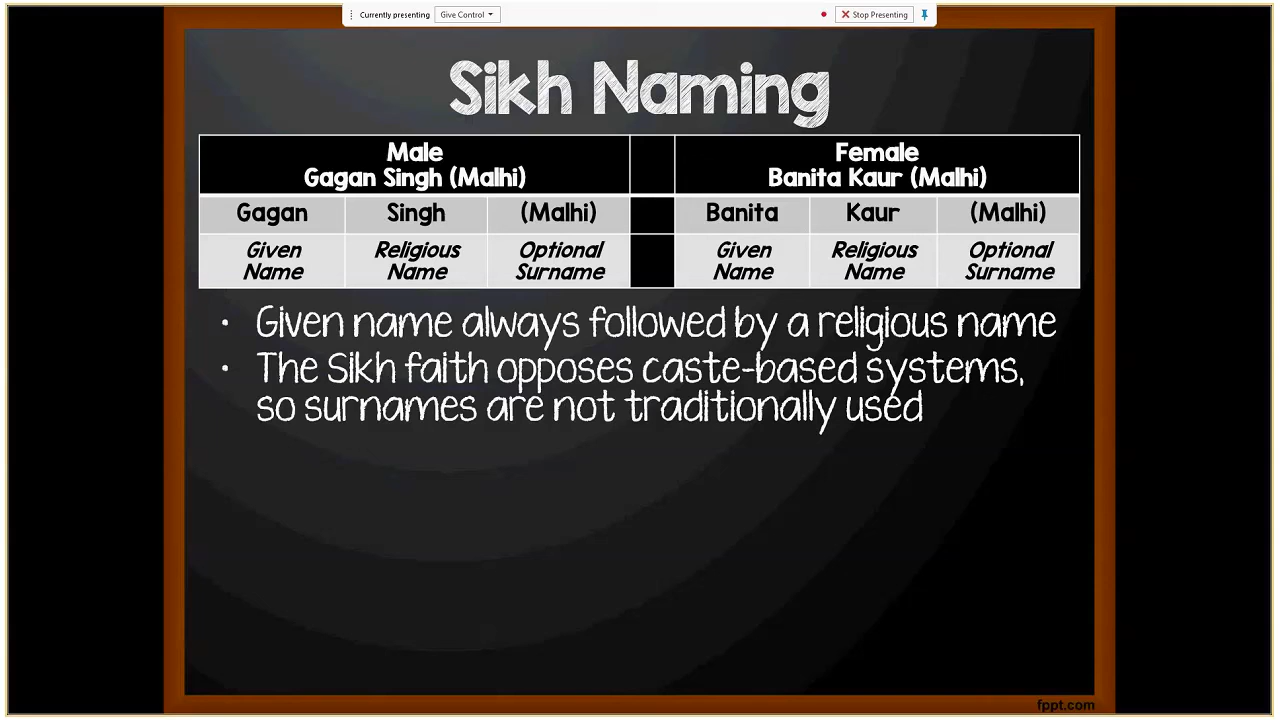 Currently presenting Give Control Stop Presenting
Sikh Naming
Male Female
Gagan Singh (Malhi) Banita Kaur (Malhi)
Gagan Singh (Malhi) Banita Kaur (Malhi)
Given Religious Optional Given Religious Optional
Name Name Surname Name Name Surname
• Given name always followed by a religious name
• The Sikh faith opposes caste-based systems,
so surnames are not traditionally used
fppt.com